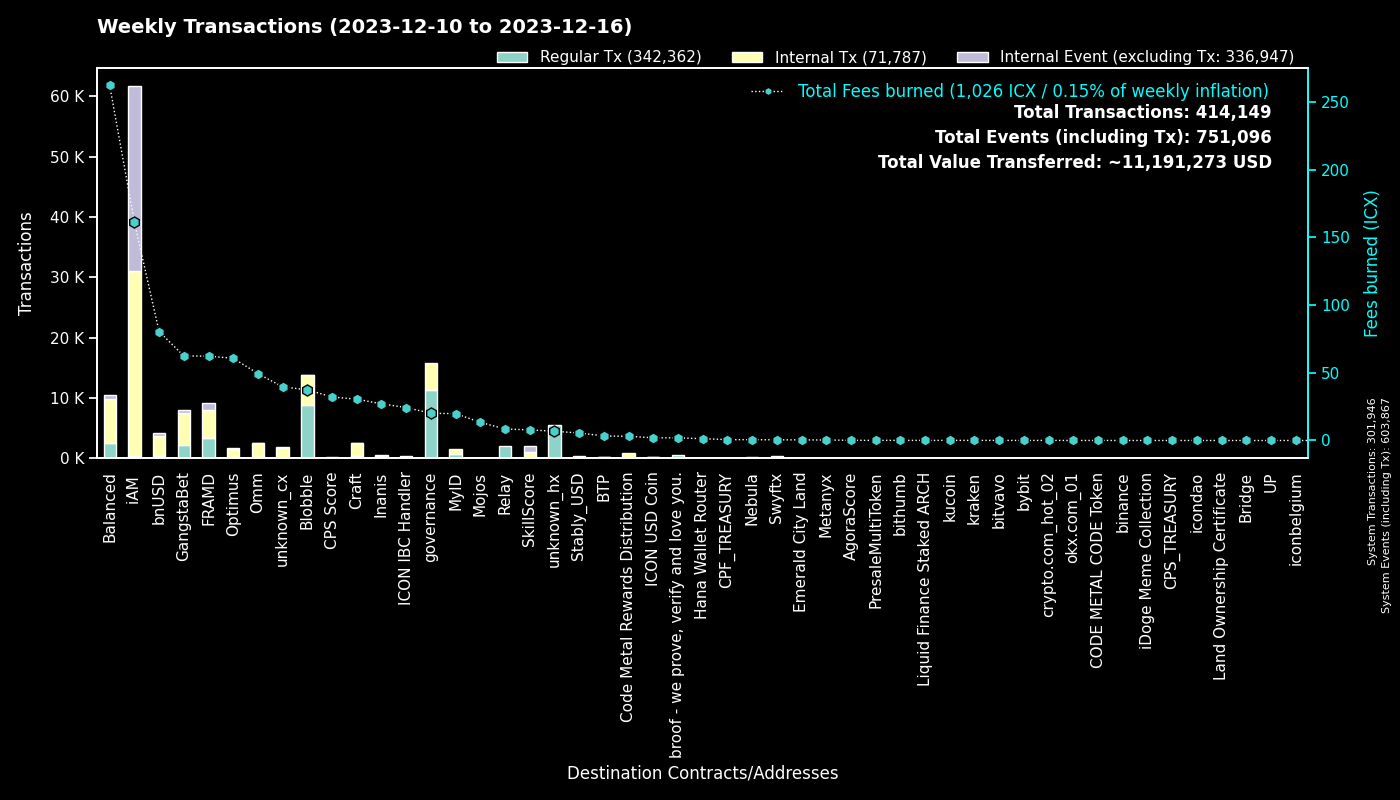 Weekly Transactions (2023-12-10 to 2023-12-16)
Regular Tx (342,362)
Internal Tx (71,787)
Internal Event (excluding Tx: 336,947)
Total Fees burned (1,026 ICX / 0.15% of weekly inflation)
Total Transactions: 414,149
Total Events (including Tx): 751,096
Total Value Transferred: ~11,191,273 USD
Transactions
60 K
50 K
40 K
30 K
20 K
10 K
0 K
250
200
150
100
50
0
Fees burned (ICX)
System Transactions: 301,946
System Events (including Tx): 603,867
Balanced
iAM
bnUSD
GangstaBet
FRAMD
Optimus
Omm
unknown_cx
Blobble
CPS Score
Craft
Inanis
ICON IBC Handler
governance
MyID
Mojos
Relay
SkillScore
unknown_hx
Stably_USD
BTP
Code Metal Rewards Distribution
ICON USD Coin
broof - we prove, verify and love you.
Hana Wallet Router
CPF_TREASURY
Nebula
Swyftx
Emerald City Land
Metanyx
AgoraScore
PresaleMultiToken
bithumb
Liquid Finance Staked ARCH
kucoin
kraken
bitvavo
bybit
crypto.com_hot_02
okx.com_01
CODE METAL CODE Token
binance
iDoge Meme Collection
CPS_TREASURY
icondao
Land Ownership Certificate
Bridge
UP
iconbelgium
Destination Contracts/Addresses